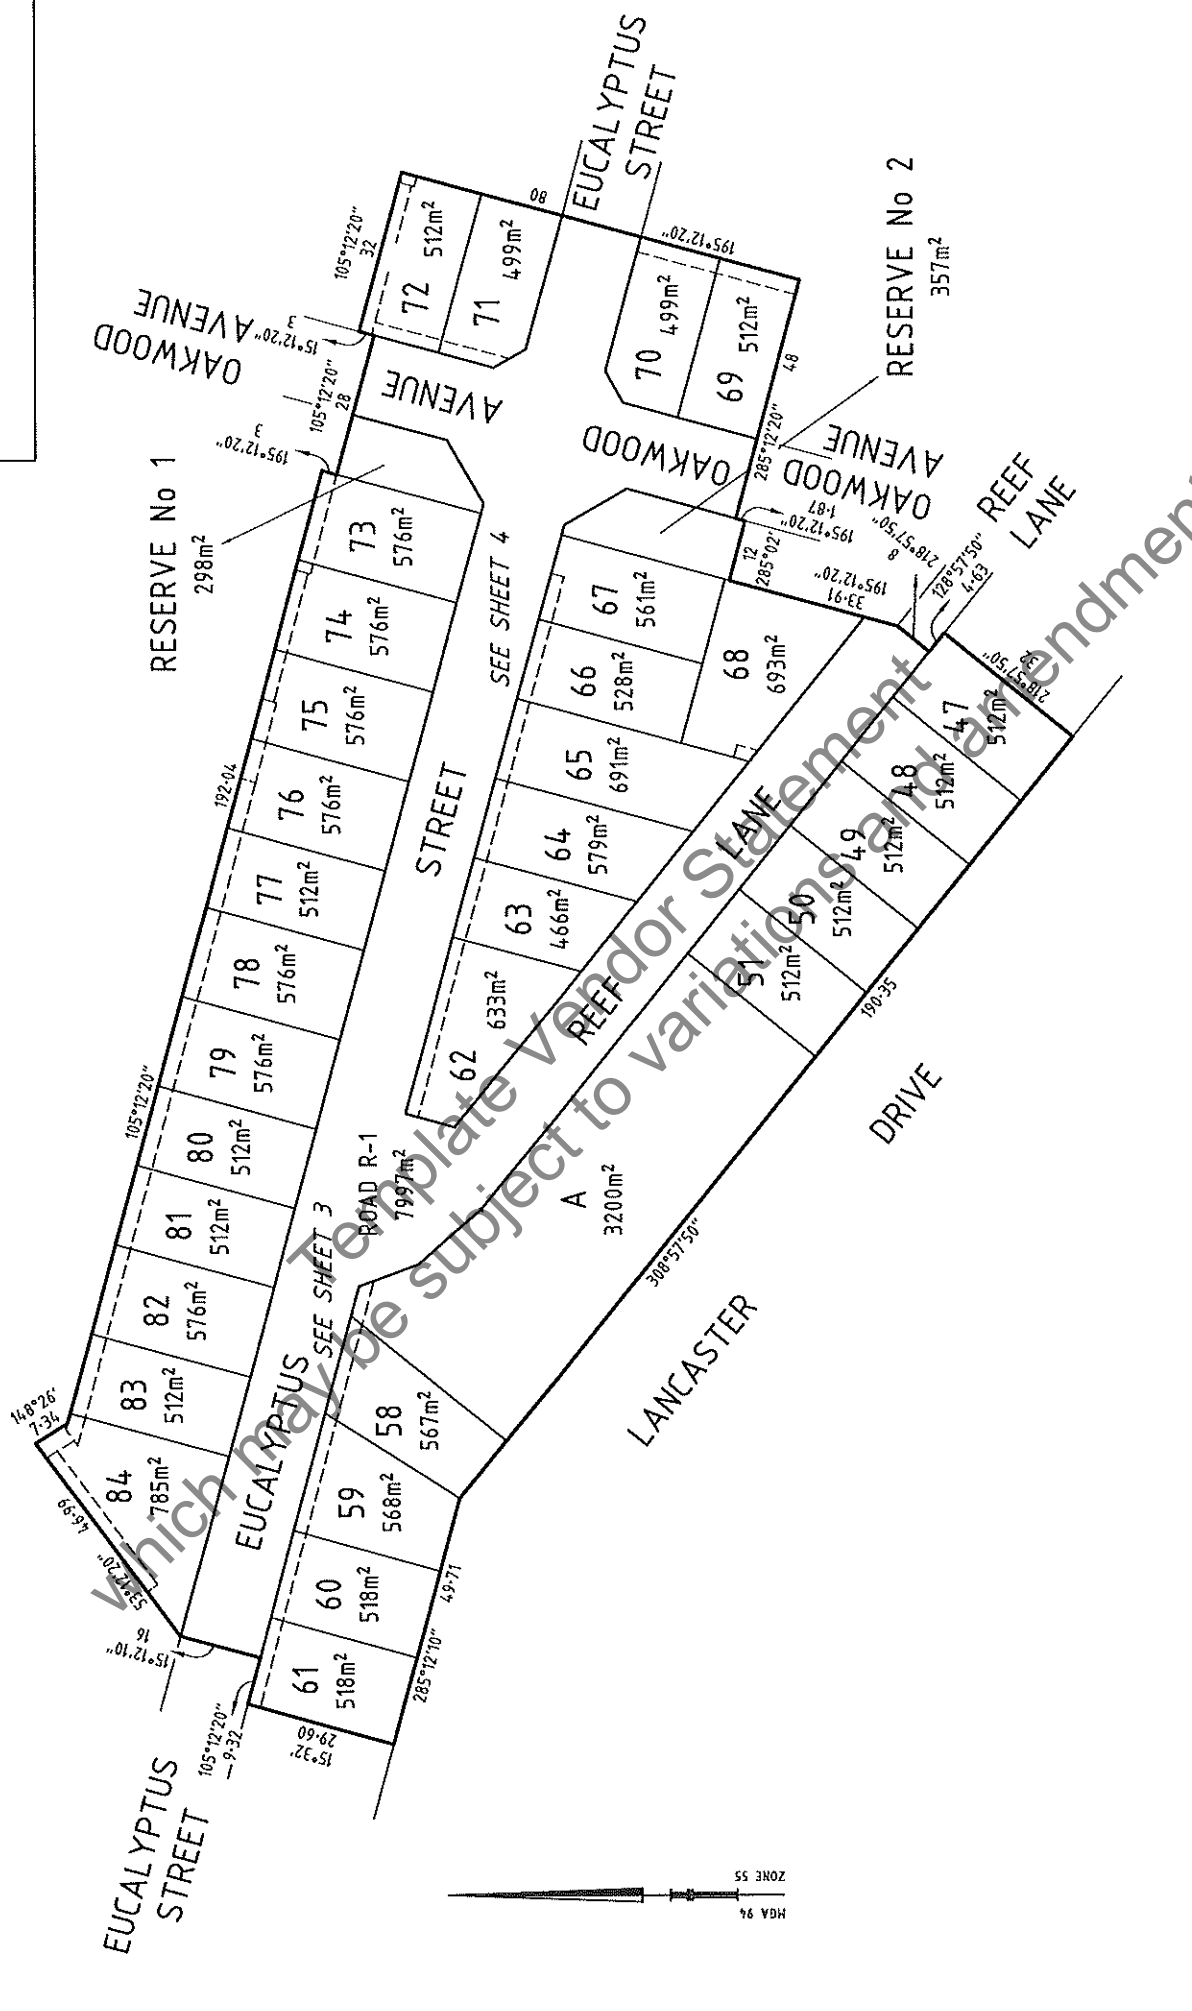 EUCALYPTUS
STREET
105°12'20"
32
80
72
512m²
71
499m²
OAKWOOD
AVENUE
15°12'20"
3
105°12'20"
28
195°12'20"
3
RESERVE No 1
298m²
AVENUE
OAKWOOD
70
499m²
69
512m²
195°12'20"
48
285°12'20"
RESERVE No 2
357m²
OAKWOOD
AVENUE
195°12'20"
1·87
12
285°02'
218°57'50"
8
195°12'20"
33·91
REEF
LANE
128°57'50"
4·63
73
576m²
74
576m²
75
576m²
76
576m²
77
512m²
78
576m²
79
576m²
80
512m²
81
512m²
82
576m²
83
512m²
84
785m²
192·04
105°12'20"
148°26'
7·34
46·99
53°12'20"
15°12'10"
16
SEE SHEET 4
STREET
67
561m²
66
528m²
68
693m²
65
691m²
64
579m²
63
466m²
62
633m²
REEF
LANE
47
512m²
48
512m²
49
512m²
50
512m²
51
512m²
218°57'50"
32
190·35
ROAD R-1
7997m²
SEE SHEET 3
A
3200m²
308°57'50"
LANCASTER
DRIVE
EUCALYPTUS
58
567m²
59
568m²
60
518m²
61
518m²
49·71
285°12'10"
15°32'
29·60
105°12'20"
9·32
EUCALYPTUS
STREET
MGA 94
ZONE 55
Template Vendor Statement
which may be subject to variations and amendment